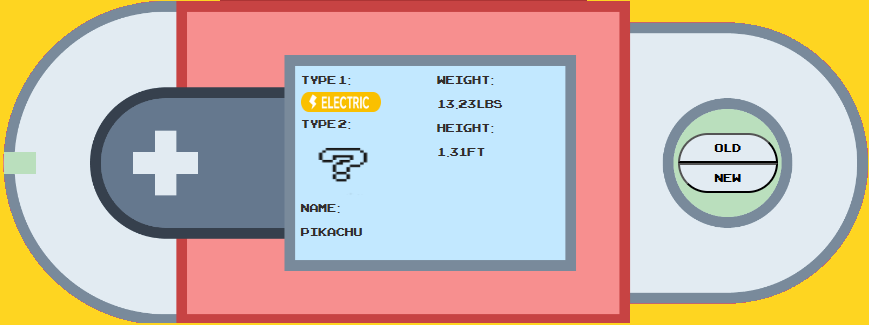 TYPE 1:
ELECTRIC
TYPE 2:
?
NAME:
PIKACHU
WEIGHT:
13.23LBS
HEIGHT:
1.31FT
OLD
NEW